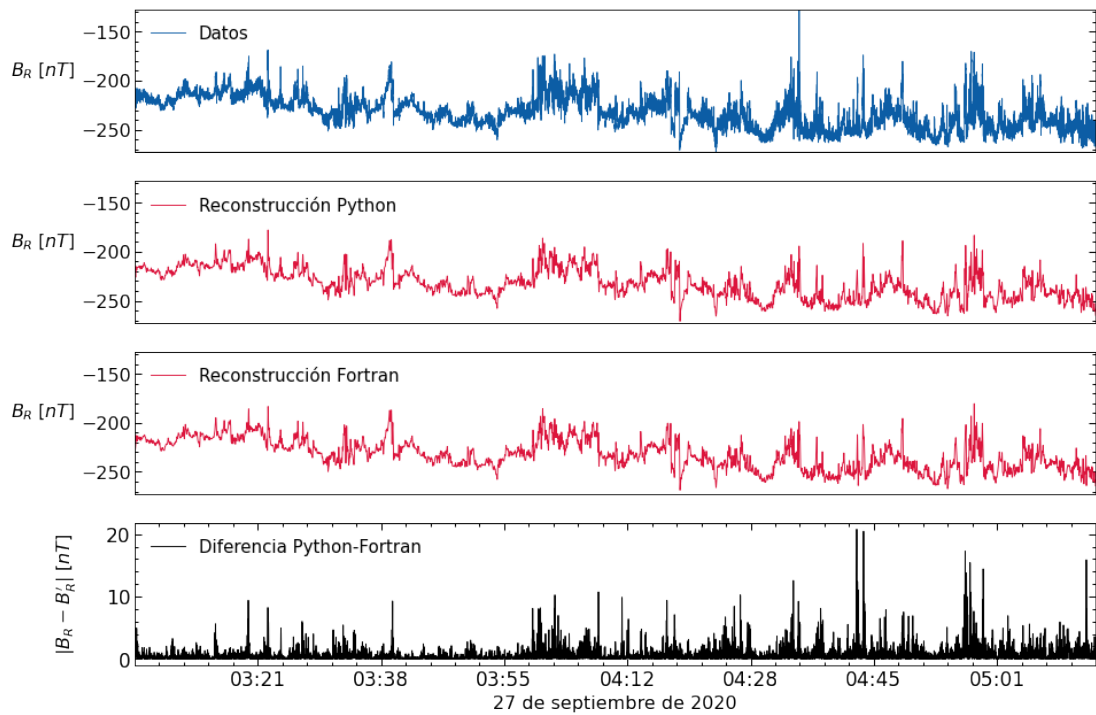 −150
Datos
B_R [nT]
−200
−250
−150
Reconstrucción Python
−200
B_R [nT]
−250
−150
Reconstrucción Fortran
−200
B_R [nT]
−250
20
Diferencia Python-Fortran
|B_R − B′_R| [nT]
10
0
03:21 03:38 03:55 04:12 04:28 04:45 05:01
27 de septiembre de 2020